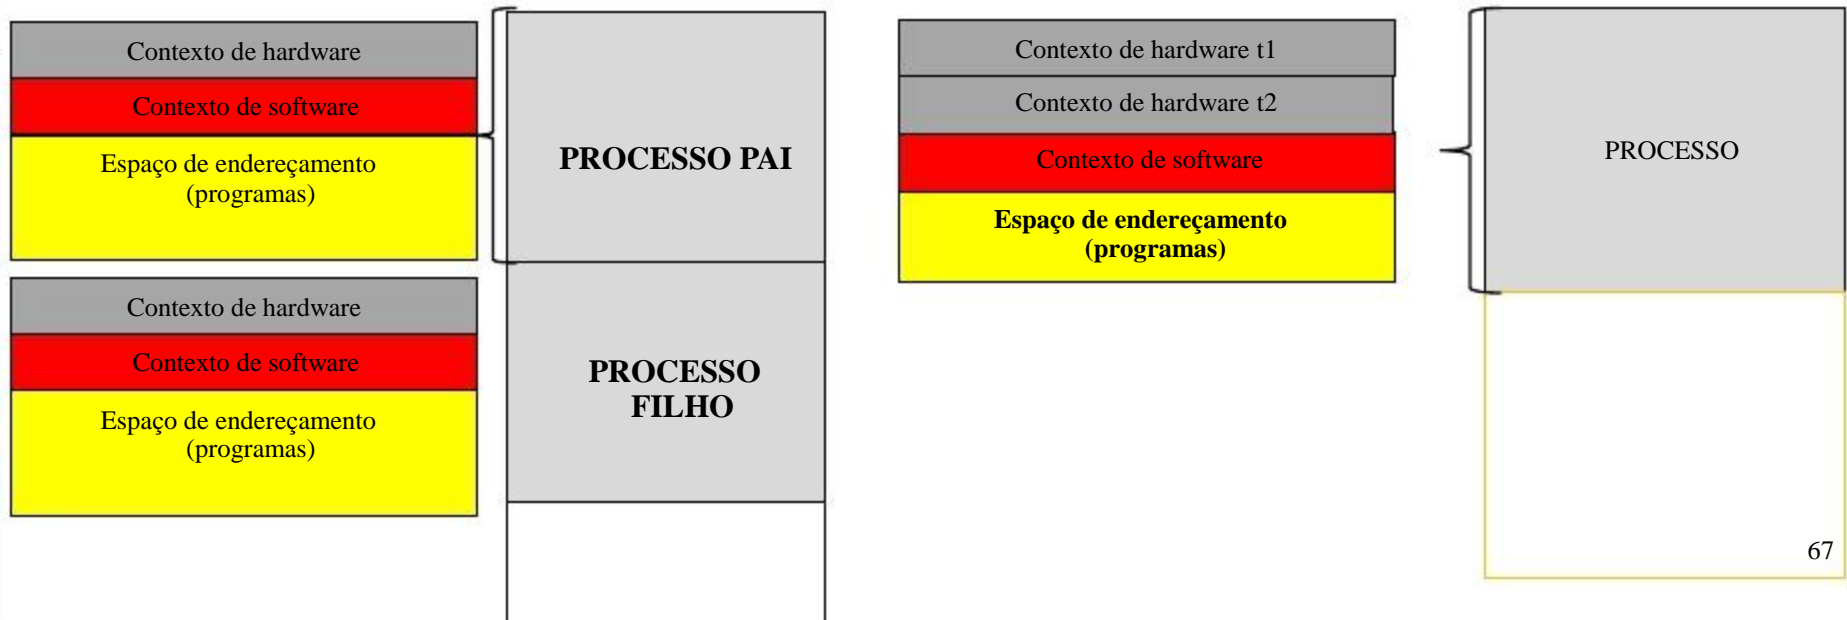 Contexto de hardware
Contexto de software
Espaço de endereçamento
(programas)
PROCESSO PAI
Contexto de hardware
Contexto de software
Espaço de endereçamento
(programas)
PROCESSO
FILHO
Contexto de hardware t1
Contexto de hardware t2
Contexto de software
Espaço de endereçamento
(programas)
PROCESSO
67